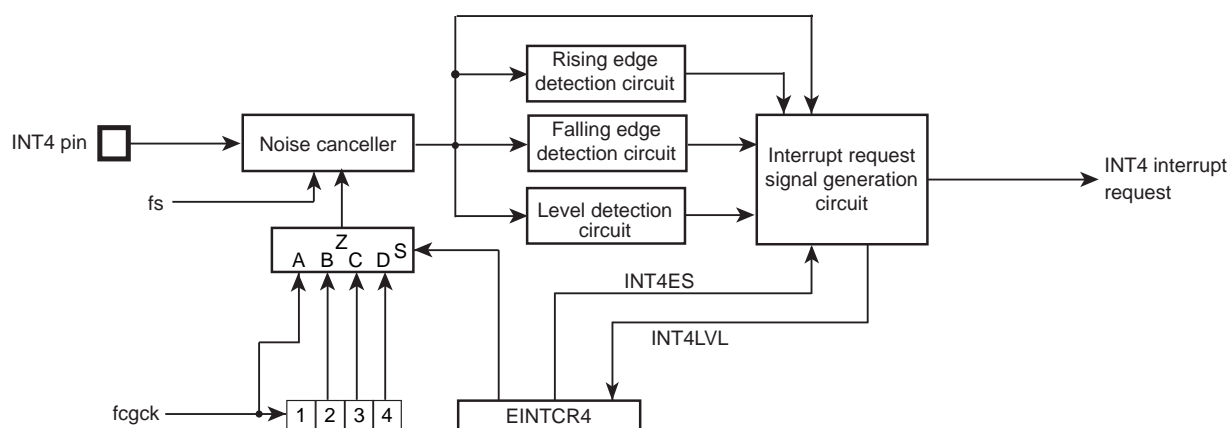 Rising edge
detection circuit
INT4 pin
Noise canceller
Falling edge
detection circuit
Interrupt request
signal generation
circuit
INT4 interrupt
request
fs
Level detection
circuit
Z
S
A B C D
INT4ES
INT4LVL
fcgck
1 2 3 4
EINTCR4